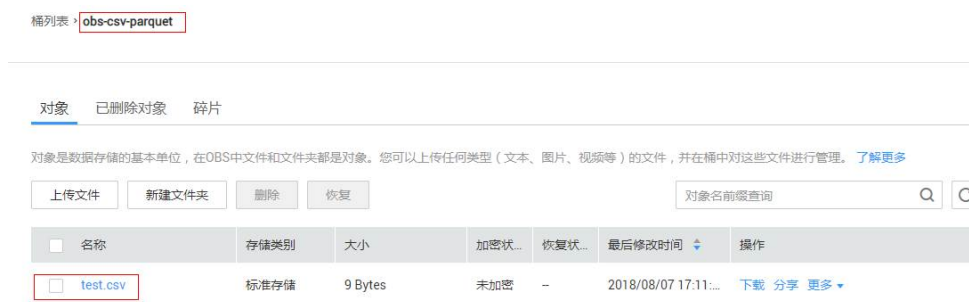 桶列表 › obs-csv-parquet
对象 已删除对象 碎片
对象是数据存储的基本单位，在OBS中文件和文件夹都是对象。您可以上传任何类型（文本、图片、视频等）的文件，并在桶中对这些文件进行管理。 了解更多
上传文件 新建文件夹 删除 恢复 对象名前缀查询
名称 存储类别 大小 加密状... 恢复状... 最后修改时间 操作
test.csv 标准存储 9 Bytes 未加密 -- 2018/08/07 17:11:... 下载 分享 更多